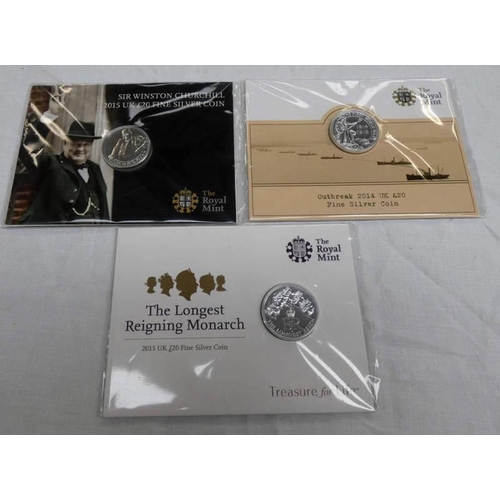 SIR WINSTON CHURCHILL
2015 UK £20 FINE SILVER COIN
The
Royal
Mint
The
Royal
Mint
Outbreak 2014 UK £20
Fine Silver Coin
The
Royal
Mint
The Longest
Reigning Monarch
2015 UK £20 Fine Silver Coin
Treasure for Life